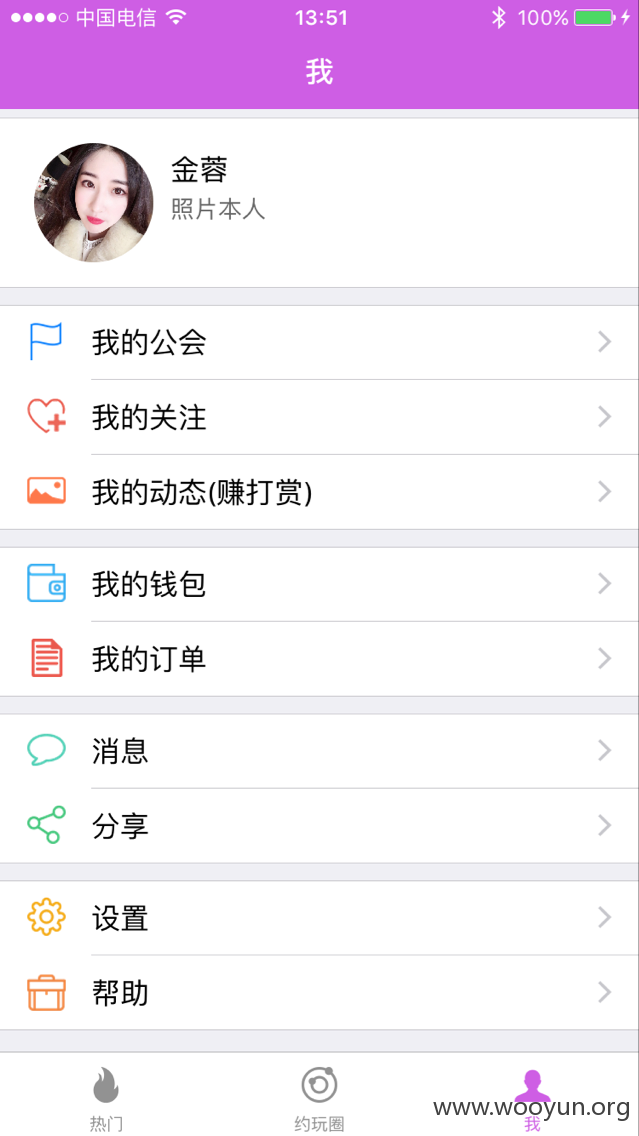 中国电信 13:51 100%
我
金蓉
照片本人
我的公会
我的关注
我的动态(赚打赏)
我的钱包
我的订单
消息
分享
设置
帮助
热门 约玩圈 我
www.wooyun.org